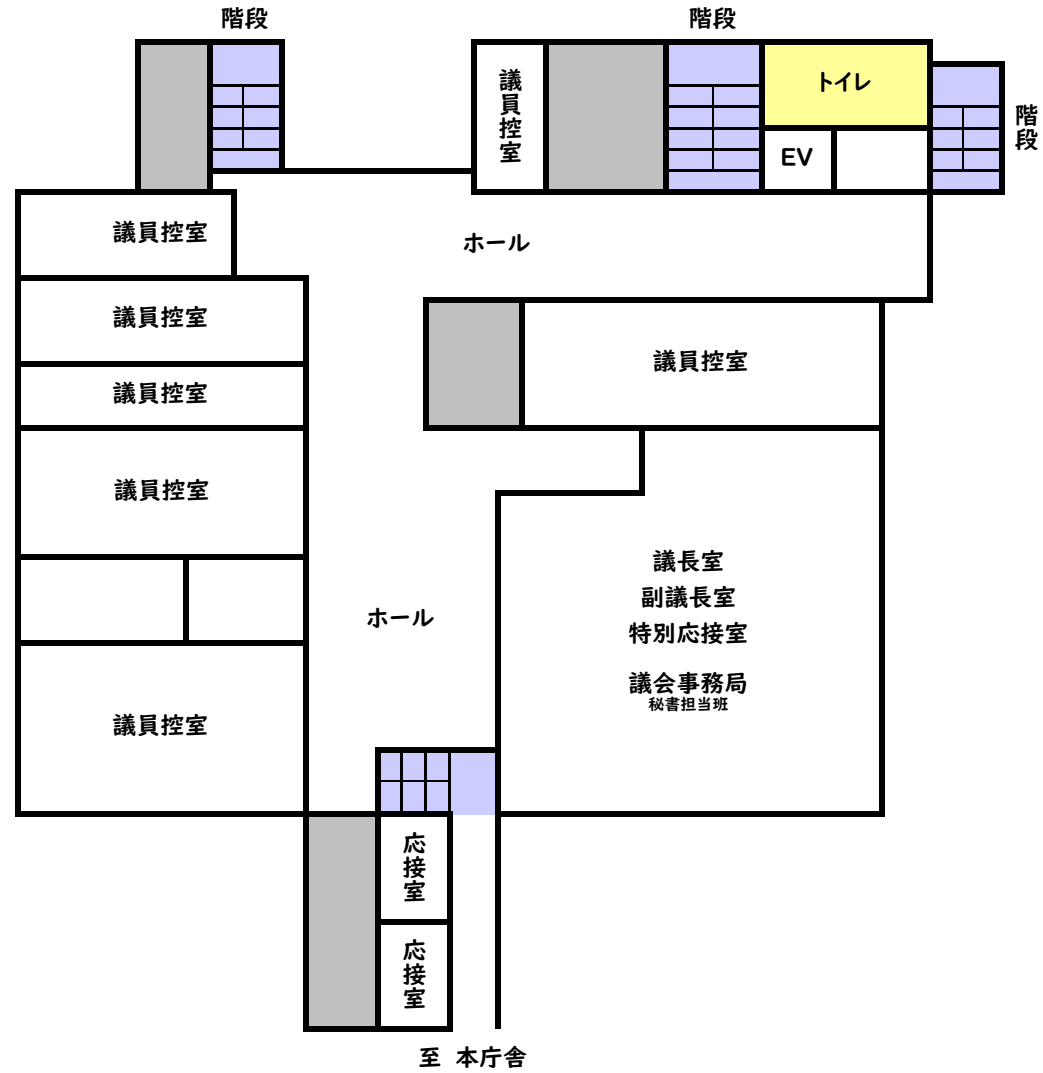 階段
階段
議員控室
トイレ
階段
EV
議員控室
ホール
議員控室
議員控室
議員控室
議員控室
議長室
副議長室
特別応接室
ホール
議会事務局
秘書担当班
議員控室
応接室
応接室
至 本庁舎